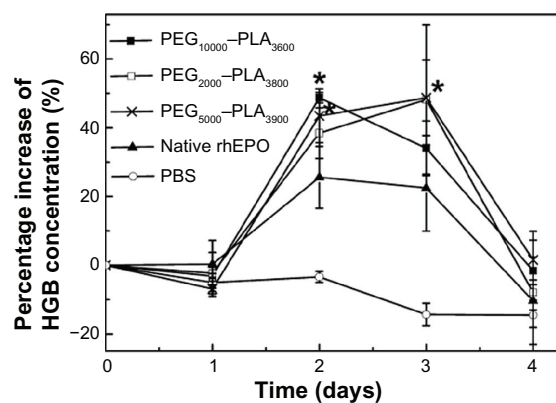 PEG₁₀₀₀₀–PLA₃₆₀₀
PEG₂₀₀₀–PLA₃₈₀₀
PEG₅₀₀₀–PLA₃₉₀₀
Native rhEPO
PBS
Percentage increase of
HGB concentration (%)
60
40
20
0
−20
*
*
*
0 1 2 3 4
Time (days)